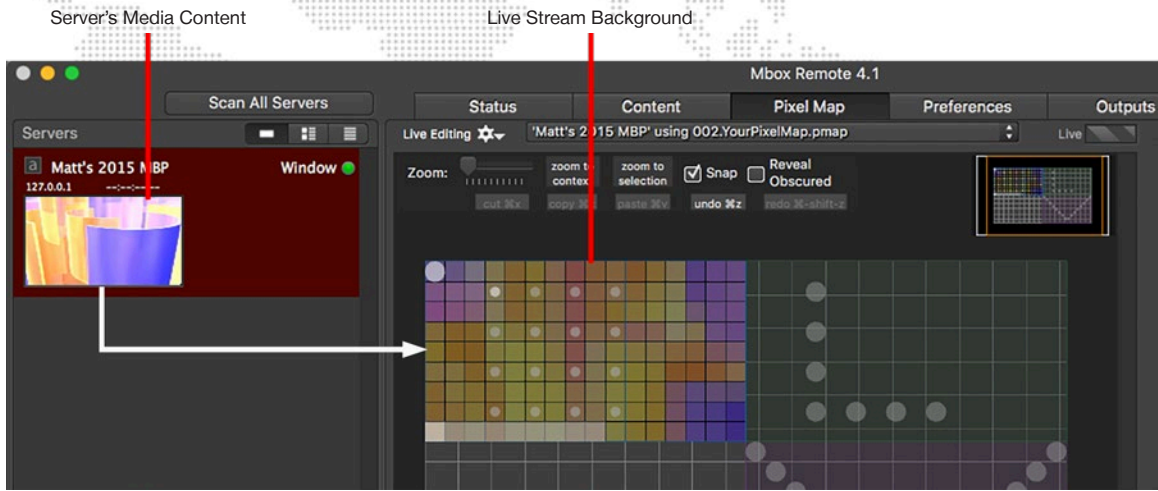 Server's Media Content
Live Stream Background
Mbox Remote 4.1
Scan All Servers
Status
Content
Pixel Map
Preferences
Outputs
Servers
Live Editing
'Matt's 2015 MBP' using 002.YourPixelMap.pmap
Live
a Matt's 2015 MBP
Window
127.0.0.1 --:--:--
Zoom:
zoom to context
zoom to selection
Snap
Reveal Obscured
cut ⌘x
copy ⌘c
paste ⌘v
undo ⌘z
redo ⌘-shift-z